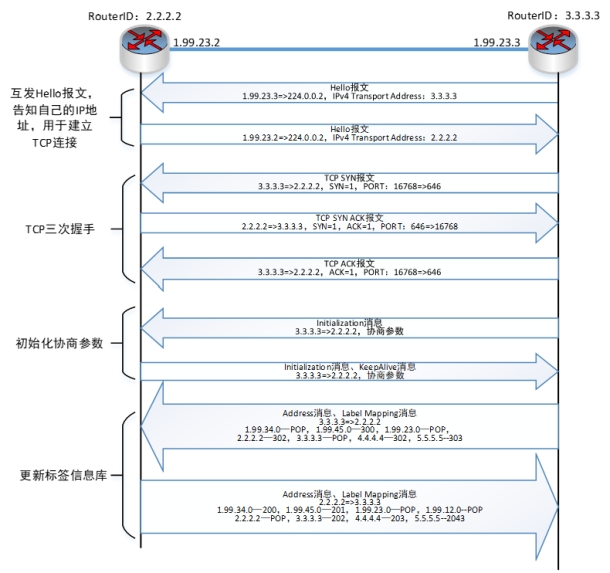 RouterID：2.2.2.2
RouterID：3.3.3.3
1.99.23.2
1.99.23.3
互发Hello报文，
告知自己的IP地
址，用于建立
TCP连接
Hello报文
1.99.23.3=>224.0.0.2，IPv4 Transport Address：3.3.3.3
Hello报文
1.99.23.2=>224.0.0.2，IPv4 Transport Address：2.2.2.2
TCP三次握手
TCP SYN报文
3.3.3.3=>2.2.2.2，SYN=1，PORT：16768=>646
TCP SYN ACK报文
2.2.2.2=>3.3.3.3，SYN=1，ACK=1，PORT：646=>16768
TCP ACK报文
3.3.3.3=>2.2.2.2，ACK=1，PORT：16768=>646
初始化协商参数
Initialization消息
3.3.3.3=>2.2.2.2，协商参数
Initialization消息、KeepAlive消息
3.3.3.3=>2.2.2.2，协商参数
更新标签信息库
Address消息、Label Mapping消息
3.3.3.3=>2.2.2.2
1.99.34.0—POP，1.99.45.0—300，1.99.23.0—POP，
2.2.2.2—302，3.3.3.3—POP，4.4.4.4—302，5.5.5.5--303
Address消息、Label Mapping消息
2.2.2.2=>3.3.3.3
1.99.34.0—200，1.99.45.0—201，1.99.23.0—POP，1.99.12.0--POP
2.2.2.2—POP，3.3.3.3—202，4.4.4.4—203，5.5.5.5--2043